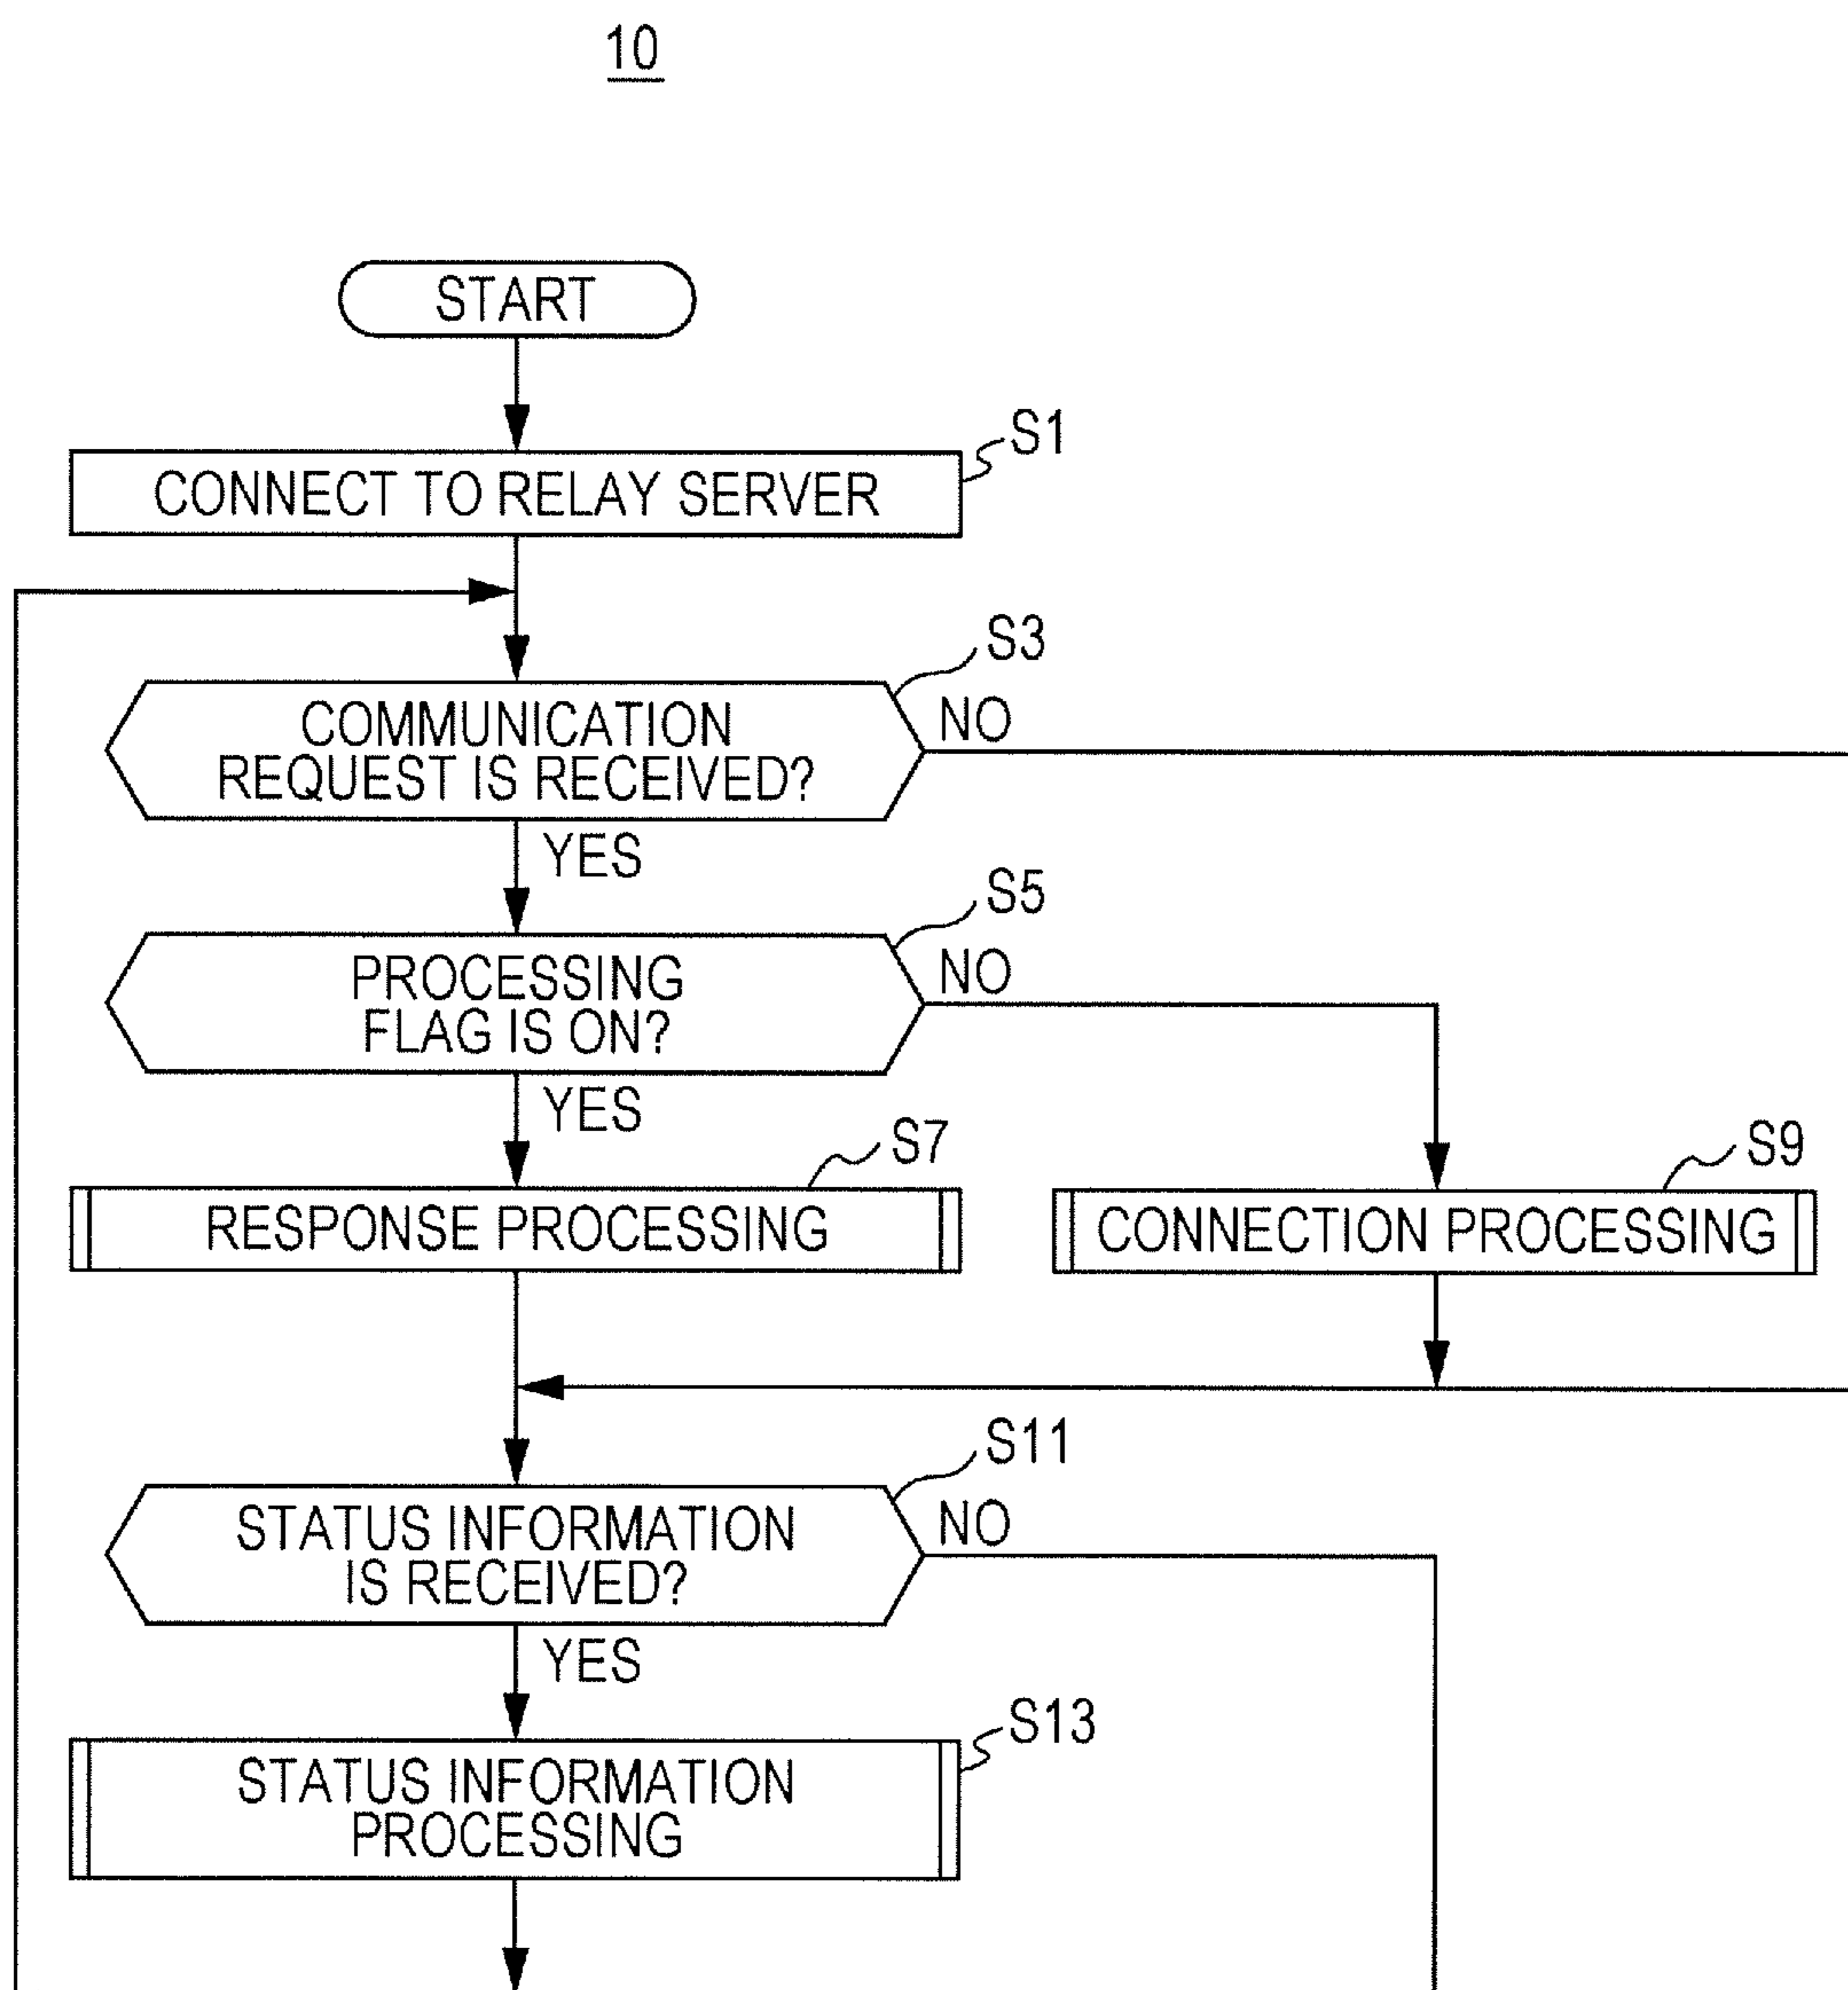 10
START
CONNECT TO RELAY SERVER
S1
COMMUNICATION
REQUEST IS RECEIVED?
S3
NO
YES
PROCESSING
FLAG IS ON?
S5
NO
YES
RESPONSE PROCESSING
S7
CONNECTION PROCESSING
S9
STATUS INFORMATION
IS RECEIVED?
S11
NO
YES
STATUS INFORMATION
PROCESSING
S13